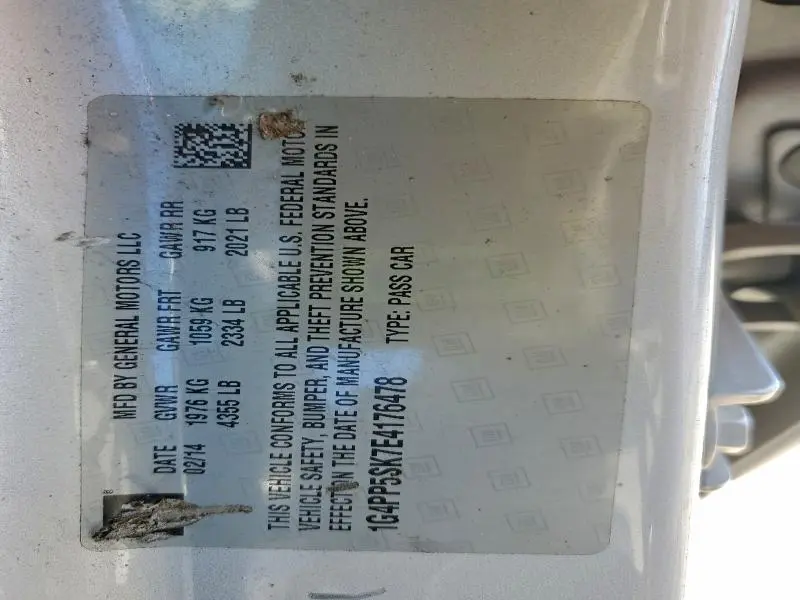 MFD BY GENERAL MOTORS LLC
DATE GVWR GAWR FRT GAWR RR
02/14 1976 KG 1059 KG 917 KG
4355 LB 2334 LB 2021 LB
THIS VEHICLE CONFORMS TO ALL APPLICABLE U.S. FEDERAL
VEHICLE SAFETY, BUMPER, AND THEFT PREVENTION STANDARDS IN
EFFECT IN THE DATE OF MANUFACTURE SHOWN ABOVE.
1G4PP5SK7E4176478 TYPE: PASS CAR